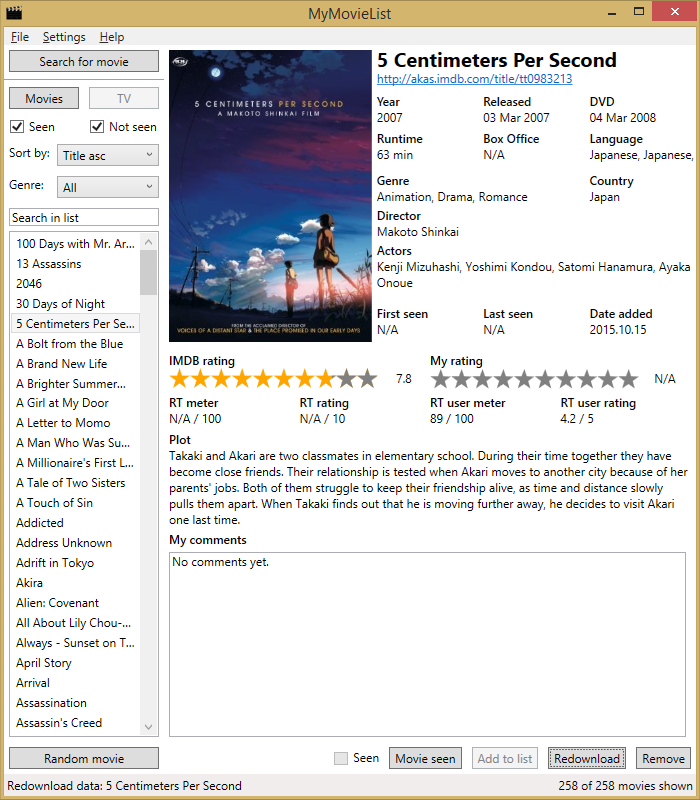 MyMovieList
File Settings Help
Search for movie
Movies TV
Seen Not seen
Sort by: Title asc
Genre: All
Search in list
100 Days with Mr. Ar...
13 Assassins
2046
30 Days of Night
5 Centimeters Per Se...
A Bolt from the Blue
A Brand New Life
A Brighter Summer...
A Girl at My Door
A Letter to Momo
A Man Who Was Su...
A Millionaire's First L...
A Tale of Two Sisters
A Touch of Sin
Addicted
Address Unknown
Adrift in Tokyo
Akira
Alien: Covenant
All About Lily Chou-...
Always - Sunset on T...
April Story
Arrival
Assassination
Assassin's Creed
Random movie
5 CENTIMETERS PER SECOND
A MAKOTO SHINKAI FILM
FROM THE ACCLAIMED DIRECTOR OF
VOICES OF A DISTANT STAR & THE PLACE PROMISED IN OUR EARLY DAYS
5 Centimeters Per Second
http://akas.imdb.com/title/tt0983213
Year Released DVD
2007 03 Mar 2007 04 Mar 2008
Runtime Box Office Language
63 min N/A Japanese, Japanese,
Genre Country
Animation, Drama, Romance Japan
Director
Makoto Shinkai
Actors
Kenji Mizuhashi, Yoshimi Kondou, Satomi Hanamura, Ayaka
Onoue
First seen Last seen Date added
N/A N/A 2015.10.15
IMDB rating My rating
7.8 N/A
RT meter RT rating RT user meter RT user rating
N/A / 100 N/A / 10 89 / 100 4.2 / 5
Plot
Takaki and Akari are two classmates in elementary school. During their time together they have
become close friends. Their relationship is tested when Akari moves to another city because of her
parents' jobs. Both of them struggle to keep their friendship alive, as time and distance slowly
pulls them apart. When Takaki finds out that he is moving further away, he decides to visit Akari
one last time.
My comments
No comments yet.
Seen Movie seen Add to list Redownload Remove
Redownload data: 5 Centimeters Per Second 258 of 258 movies shown